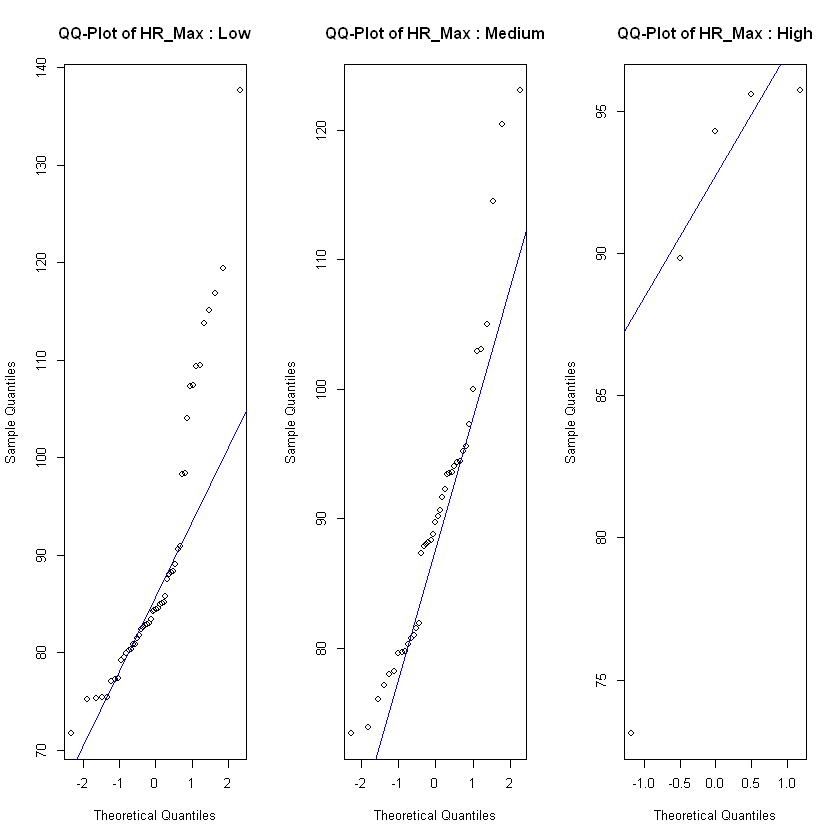 QQ-Plot of HR_Max : Low
Sample Quantiles
70 80 90 100 110 120 130 140
-2 -1 0 1 2
Theoretical Quantiles
QQ-Plot of HR_Max : Medium
Sample Quantiles
80 90 100 110 120
-2 -1 0 1 2
Theoretical Quantiles
QQ-Plot of HR_Max : High
Sample Quantiles
75 80 85 90 95
-1.0 -0.5 0.0 0.5 1.0
Theoretical Quantiles